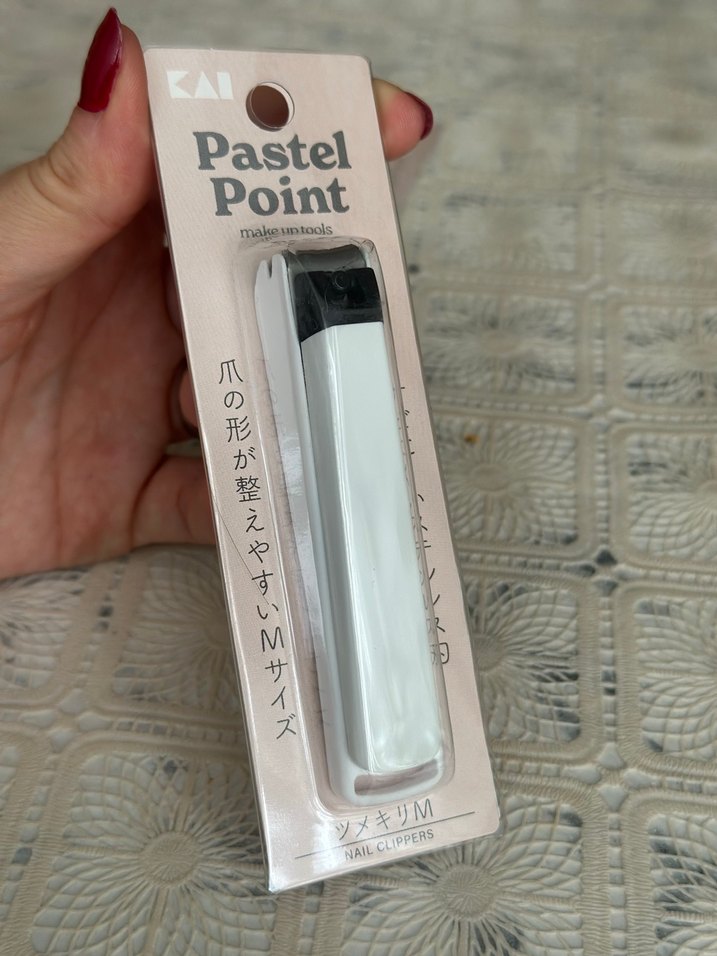 KAI
Pastel
Point
make up tools
爪の形が整えやすいMサイズ
ツメキリM
NAIL CLIPPERS